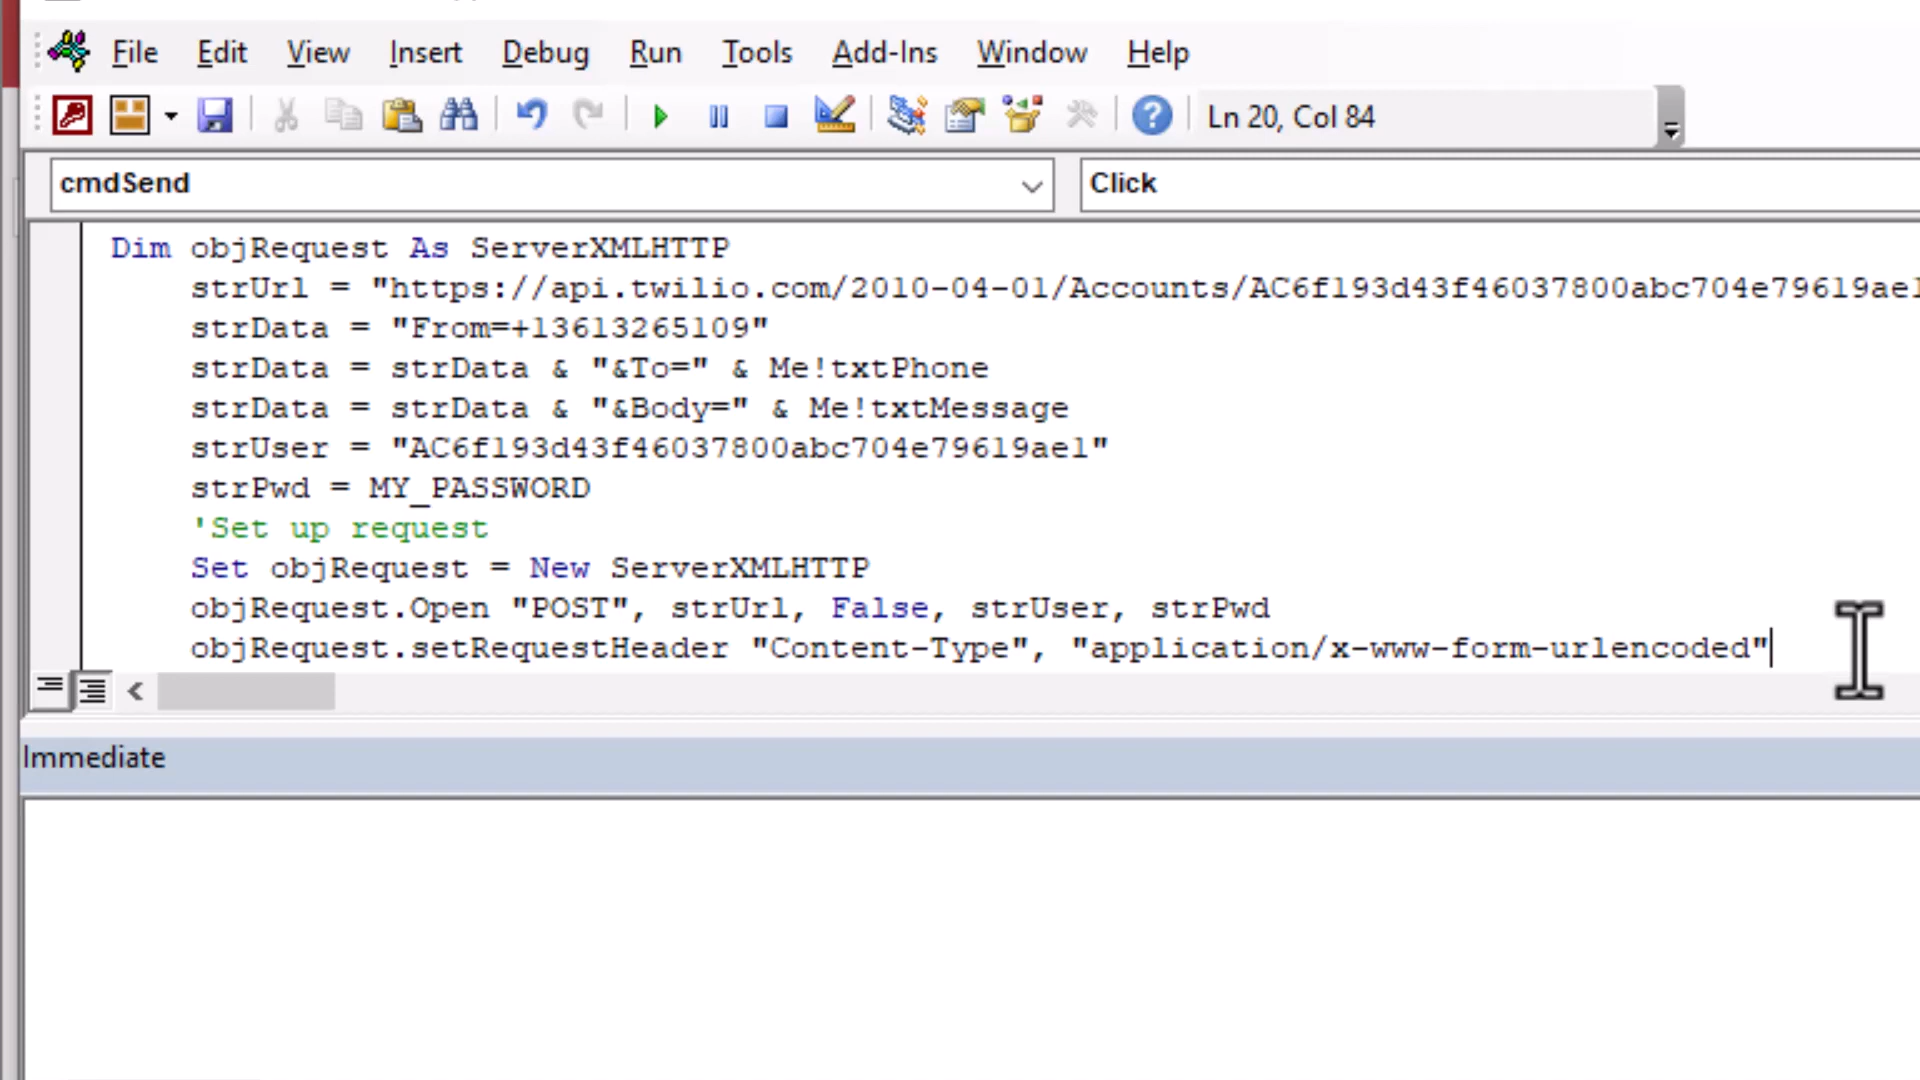 File Edit View Insert Debug Run Tools Add-Ins Window Help
Ln 20, Col 84
cmdSend Click
Dim objRequest As ServerXMLHTTP
strUrl = "https://api.twilio.com/2010-04-01/Accounts/AC6f193d43f46037800abc704e79619ae1
strData = "From=+13613265109"
strData = strData & "&To=" & Me!txtPhone
strData = strData & "&Body=" & Me!txtMessage
strUser = "AC6f193d43f46037800abc704e79619ae1"
strPwd = MY_PASSWORD
'Set up request
Set objRequest = New ServerXMLHTTP
objRequest.Open "POST", strUrl, False, strUser, strPwd
objRequest.setRequestHeader "Content-Type", "application/x-www-form-urlencoded"
Immediate